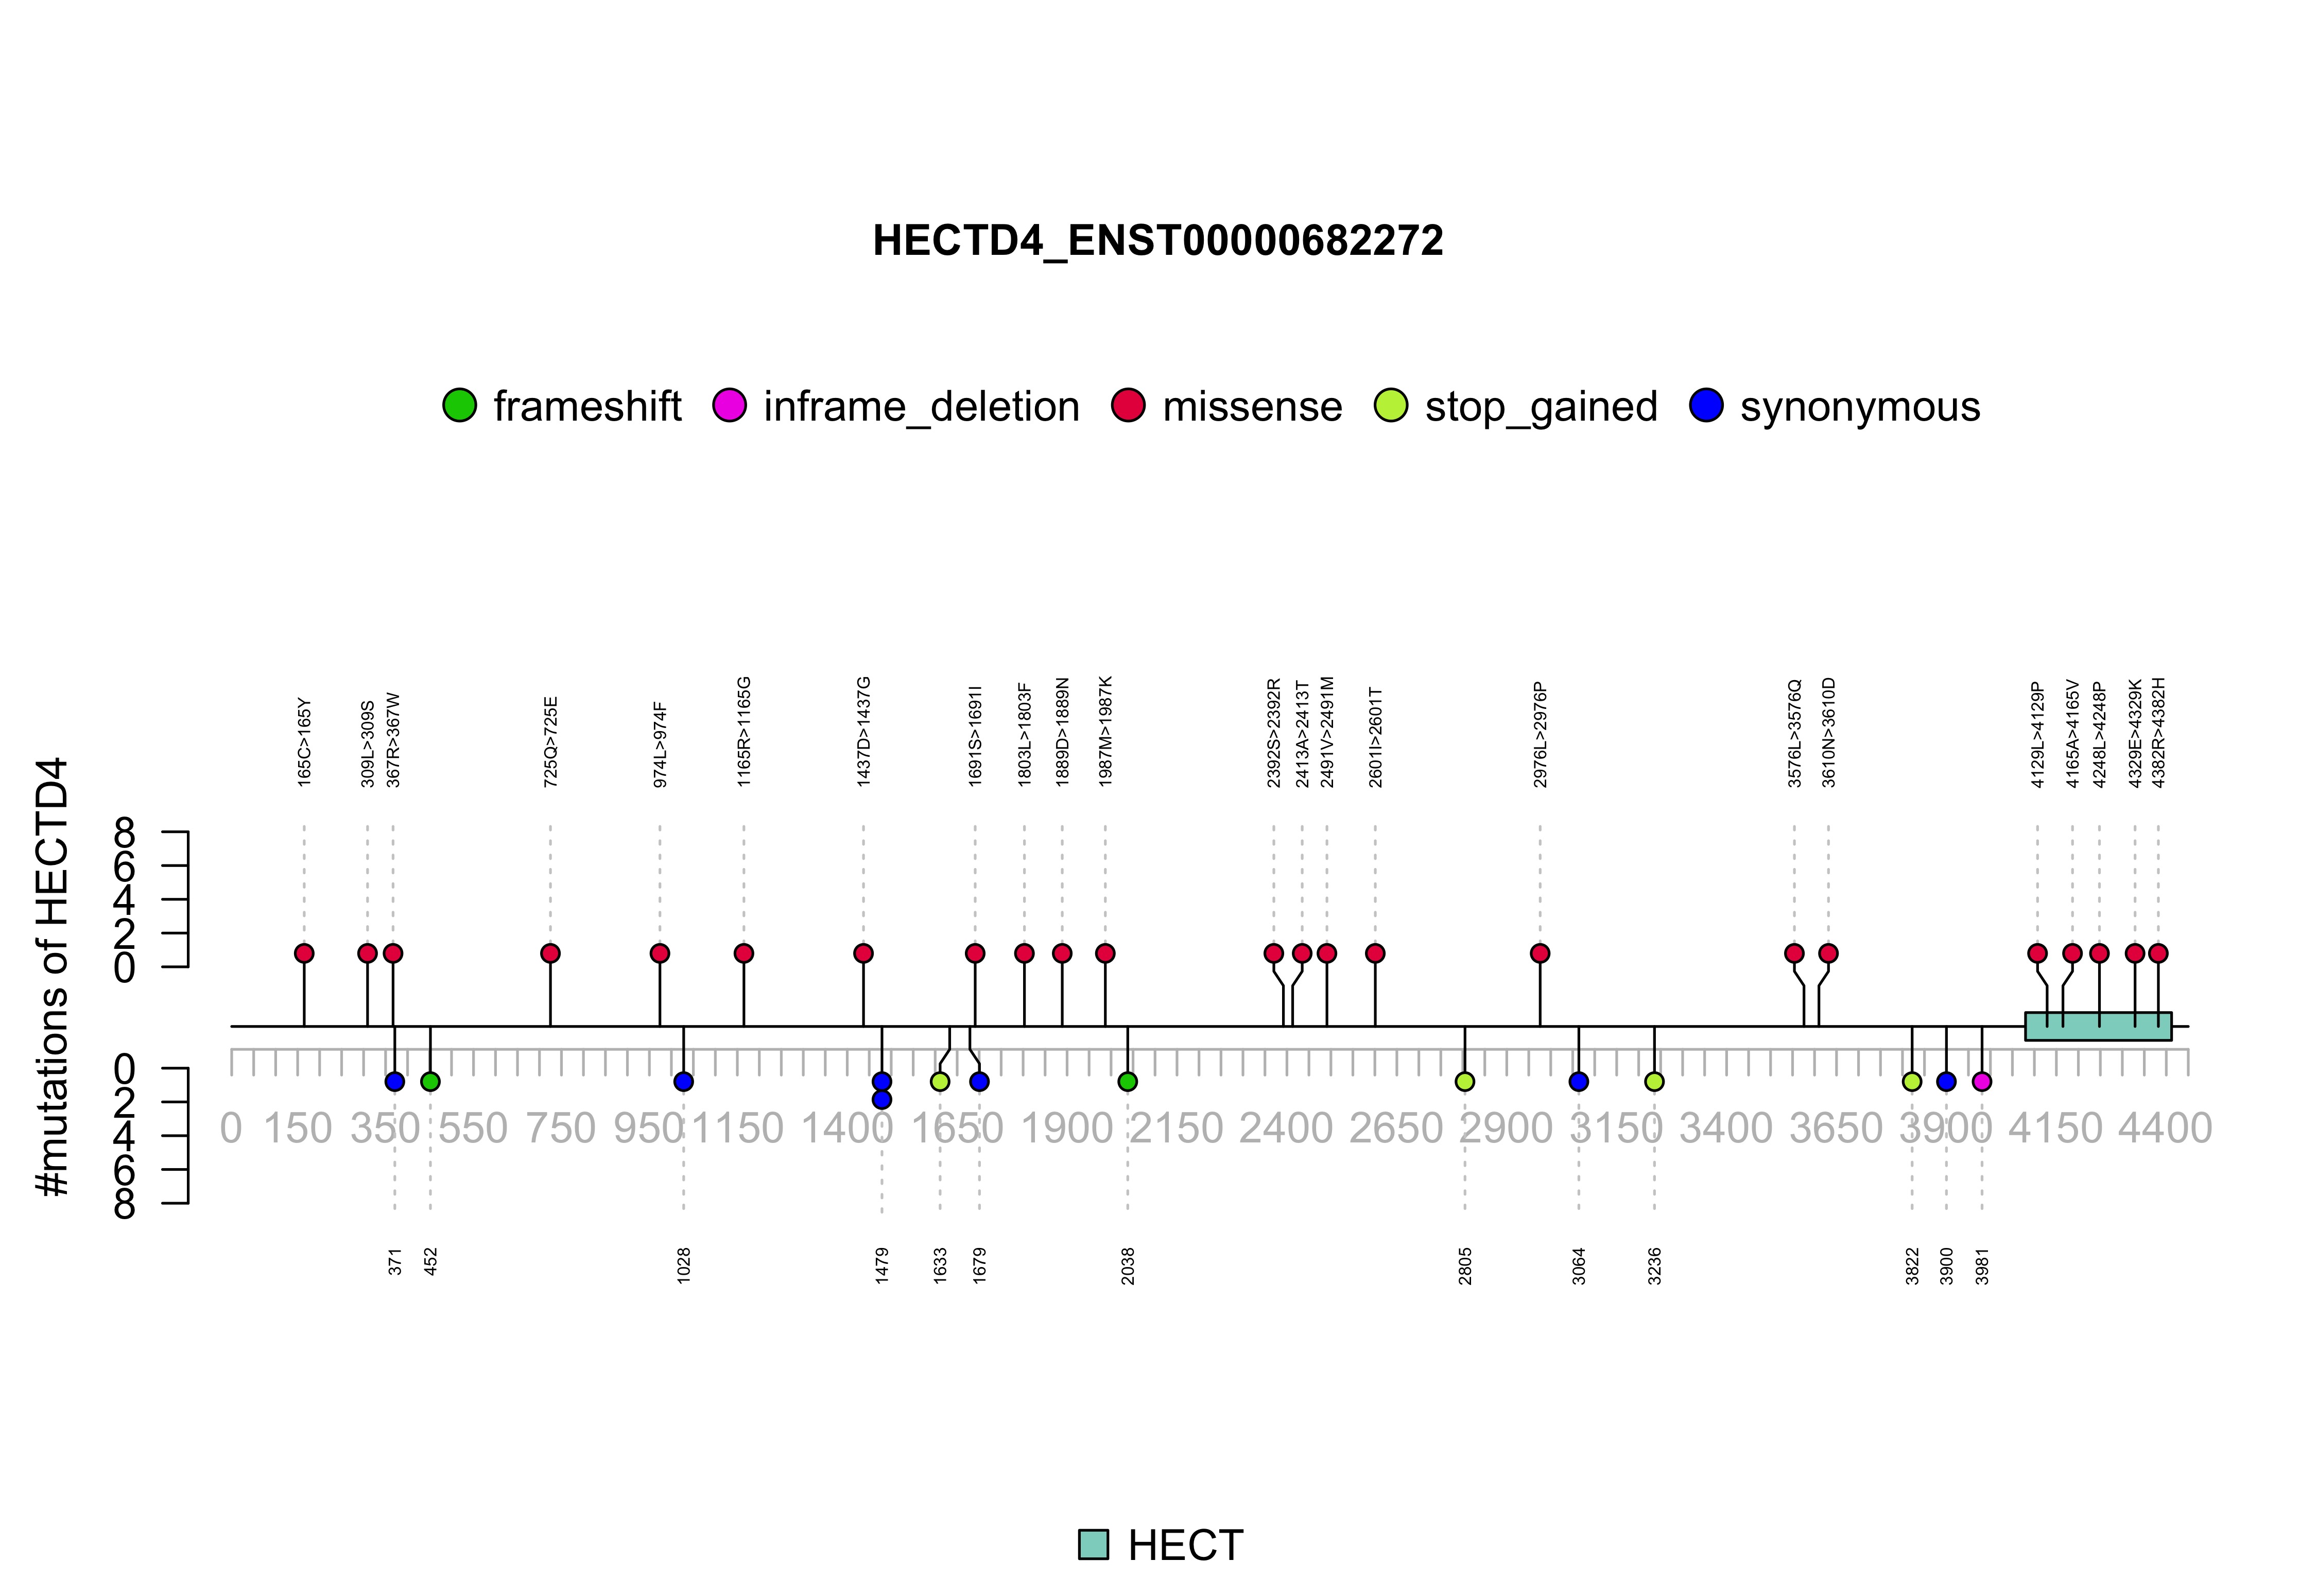 HECTD4_ENST00000682272
frameshift inframe_deletion missense stop_gained synonymous
165C>165Y 309L>309S 367R>367W 725Q>725E 974L>974F 1165R>1165G 1437D>1437G 1691S>1691I 1803L>1803F 1889D>1889N 1987M>1987K 2392S>2392R 2413A>2413T 2491V>2491M 2601I>2601T 2976L>2976P 3576L>3576Q 3610N>3610D 4129L>4129P 4165A>4165V 4248L>4248P 4329E>4329K 4382R>4382H
#mutations of HECTD4
8
6
4
2
0
0
2
4
6
8
0 150 350 550 750 950 1150 1400 1650 1900 2150 2400 2650 2900 3150 3400 3650 3900 4150 4400
371 452 1028 1479 1633 1679 2038 2805 3064 3236 3822 3900 3981
HECT